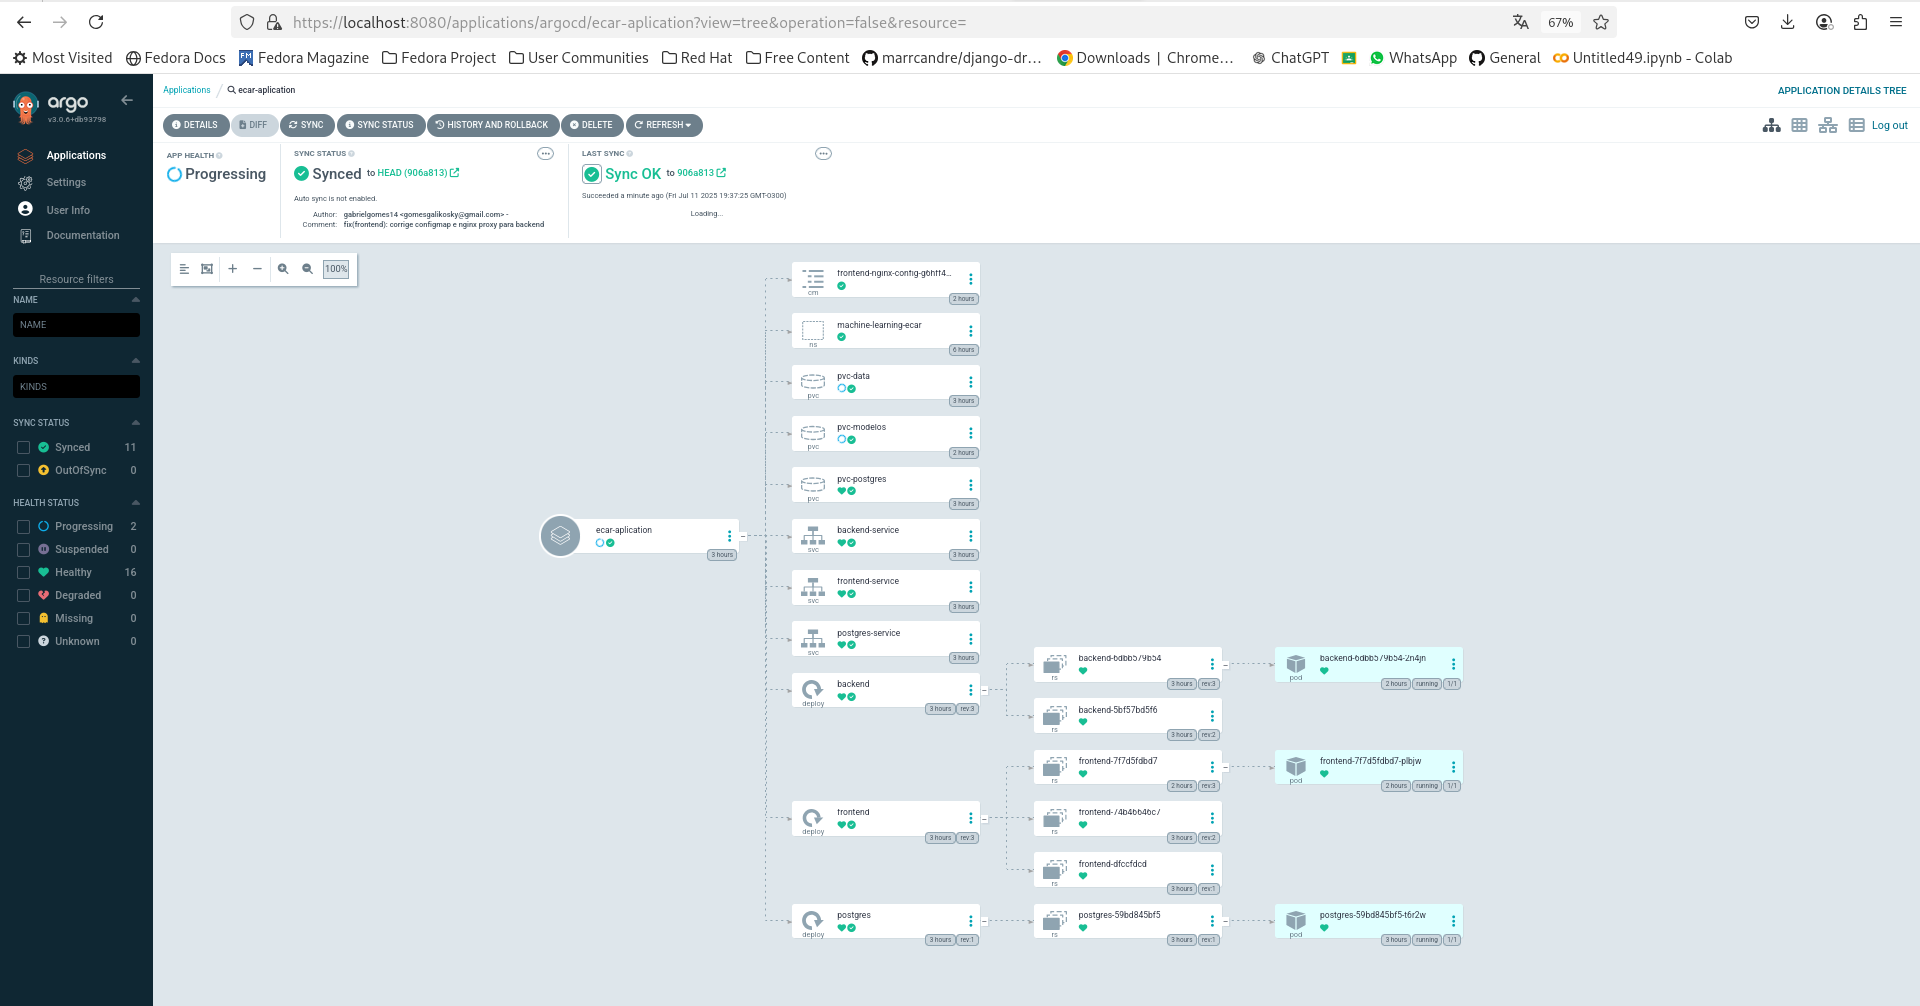 https://localhost:8080/applications/argocd/ecar-aplication?view=tree&operation=false&resource=
67%
Most Visited
Fedora Docs
Fedora Magazine
Fedora Project
User Communities
Red Hat
Free Content
marrcandre/django-dr…
Downloads | Chrome…
ChatGPT
WhatsApp
General
Untitled49.ipynb - Colab
argo
v3.0.6+db93798
Applications
Settings
User Info
Documentation
Resource filters
NAME
NAME
KINDS
KINDS
SYNC STATUS
Synced 11
OutOfSync 0
HEALTH STATUS
Progressing 2
Suspended 0
Healthy 16
Degraded 0
Missing 0
Unknown 0
Applications / ecar-aplication
APPLICATION DETAILS TREE
DETAILS
DIFF
SYNC
SYNC STATUS
HISTORY AND ROLLBACK
DELETE
REFRESH
Log out
APP HEALTH
Progressing
SYNC STATUS
Synced to HEAD (906a813)
Auto sync is not enabled.
Author: gabrielgomes14 <gomesgalikosky@gmail.com> -
Comment: fix(frontend): corrige configmap e nginx proxy para backend
LAST SYNC
Sync OK to 906a813
Succeeded a minute ago (Fri Jul 11 2025 19:37:25 GMT-0300)
Loading...
100%
ecar-aplication
3 hours
frontend-nginx-config-g6hff4...
cm
2 hours
machine-learning-ecar
ns
6 hours
pvc-data
pvc
3 hours
pvc-modelos
pvc
2 hours
pvc-postgres
pvc
3 hours
backend-service
svc
3 hours
frontend-service
svc
3 hours
postgres-service
svc
3 hours
backend
deploy
3 hours rev:3
backend-6dbb579b54
rs
3 hours rev:3
backend-6dbb579b54-2n4jn
pod
2 hours running 1/1
backend-5bf57bd5f6
rs
3 hours rev:2
frontend
deploy
3 hours rev:3
frontend-7f7d5fdbd7
rs
2 hours rev:3
frontend-7f7d5fdbd7-plbjw
pod
2 hours running 1/1
frontend-74b46646c7
rs
3 hours rev:2
frontend-dfccfdcd
rs
3 hours rev:1
postgres
deploy
3 hours rev:1
postgres-59bd845bf5
rs
3 hours rev:1
postgres-59bd845bf5-t6r2w
pod
3 hours running 1/1